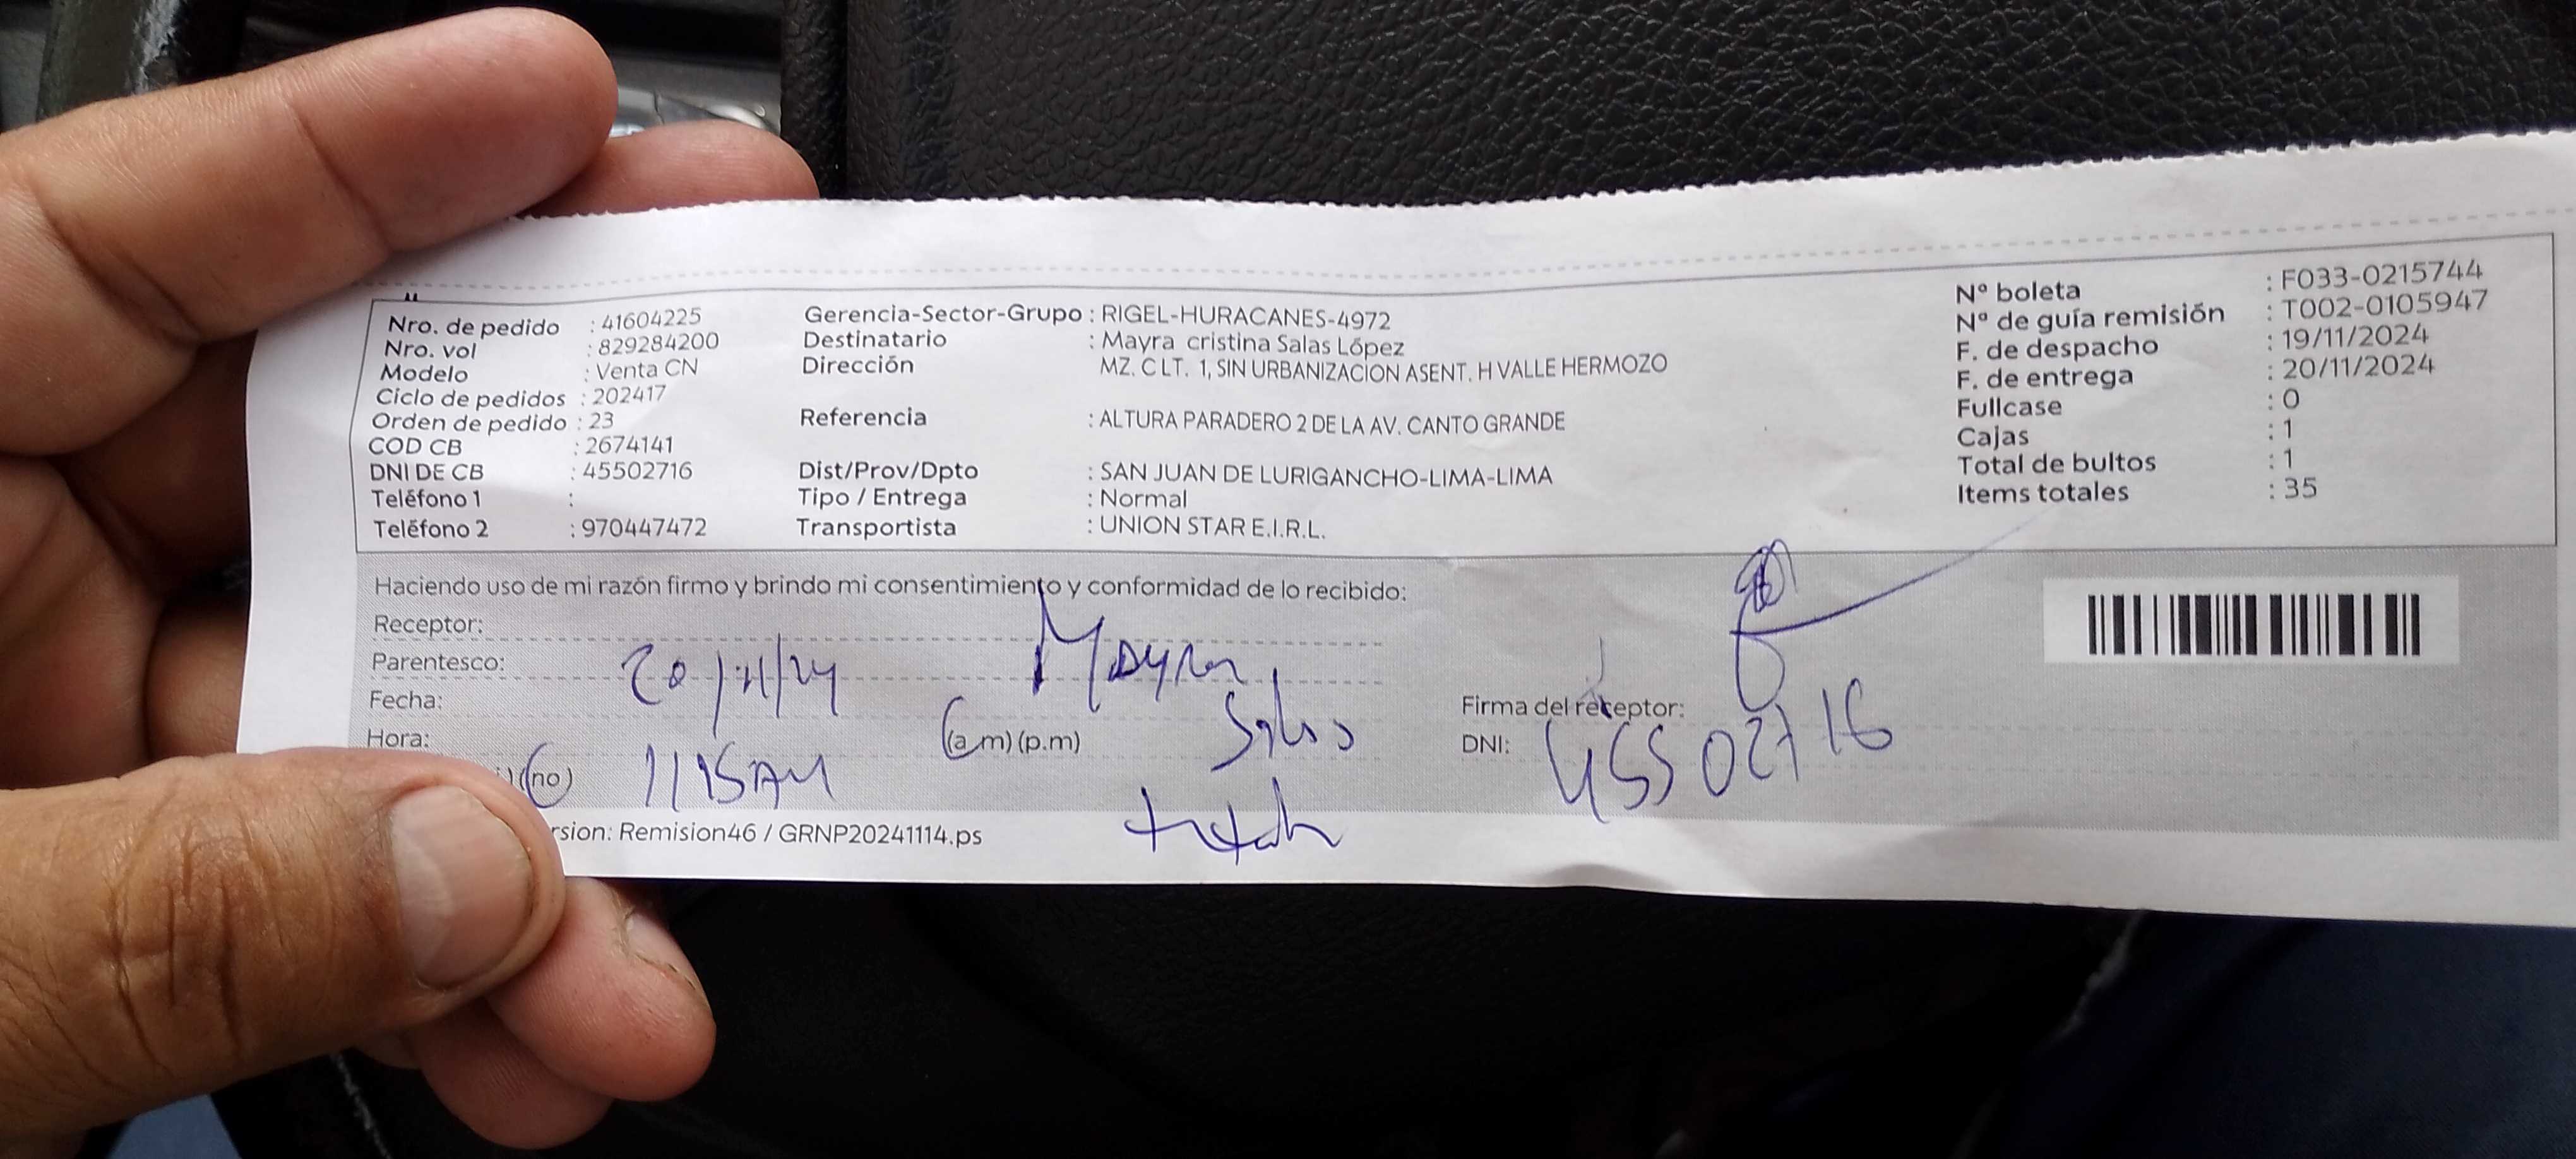 Nro. de pedido : 41604225
Nro. vol : 829284200
Modelo : Venta CN
Ciclo de pedidos : 202417
Orden de pedido : 23
COD CB : 2674141
DNI DE CB : 45502716
Teléfono 1 :
Teléfono 2 : 970447472
Gerencia-Sector-Grupo : RIGEL-HURACANES-4972
Destinatario : Mayra cristina Salas López
Dirección MZ. C LT. 1, SIN URBANIZACION ASENT. H VALLE HERMOZO
Referencia : ALTURA PARADERO 2 DE LA AV. CANTO GRANDE
Dist/Prov/Dpto : SAN JUAN DE LURIGANCHO-LIMA-LIMA
Tipo / Entrega : Normal
Transportista : UNION STAR E.I.R.L.
Nº boleta : F033-0215744
Nº de guía remisión : T002-0105947
F. de despacho : 19/11/2024
F. de entrega : 20/11/2024
Fullcase : 0
Cajas : 1
Total de bultos : 1
Items totales : 35
Haciendo uso de mi razón firmo y brindo mi consentimiento y conformidad de lo recibido:
Receptor:
Parentesco: Mayra
Fecha: 20/11/24
Salas
Hora: (a m) (p.m)
(no) 1115AM
Firma del receptor:
DNI: 45502716
rsion: Remision46 / GRNP20241114.ps